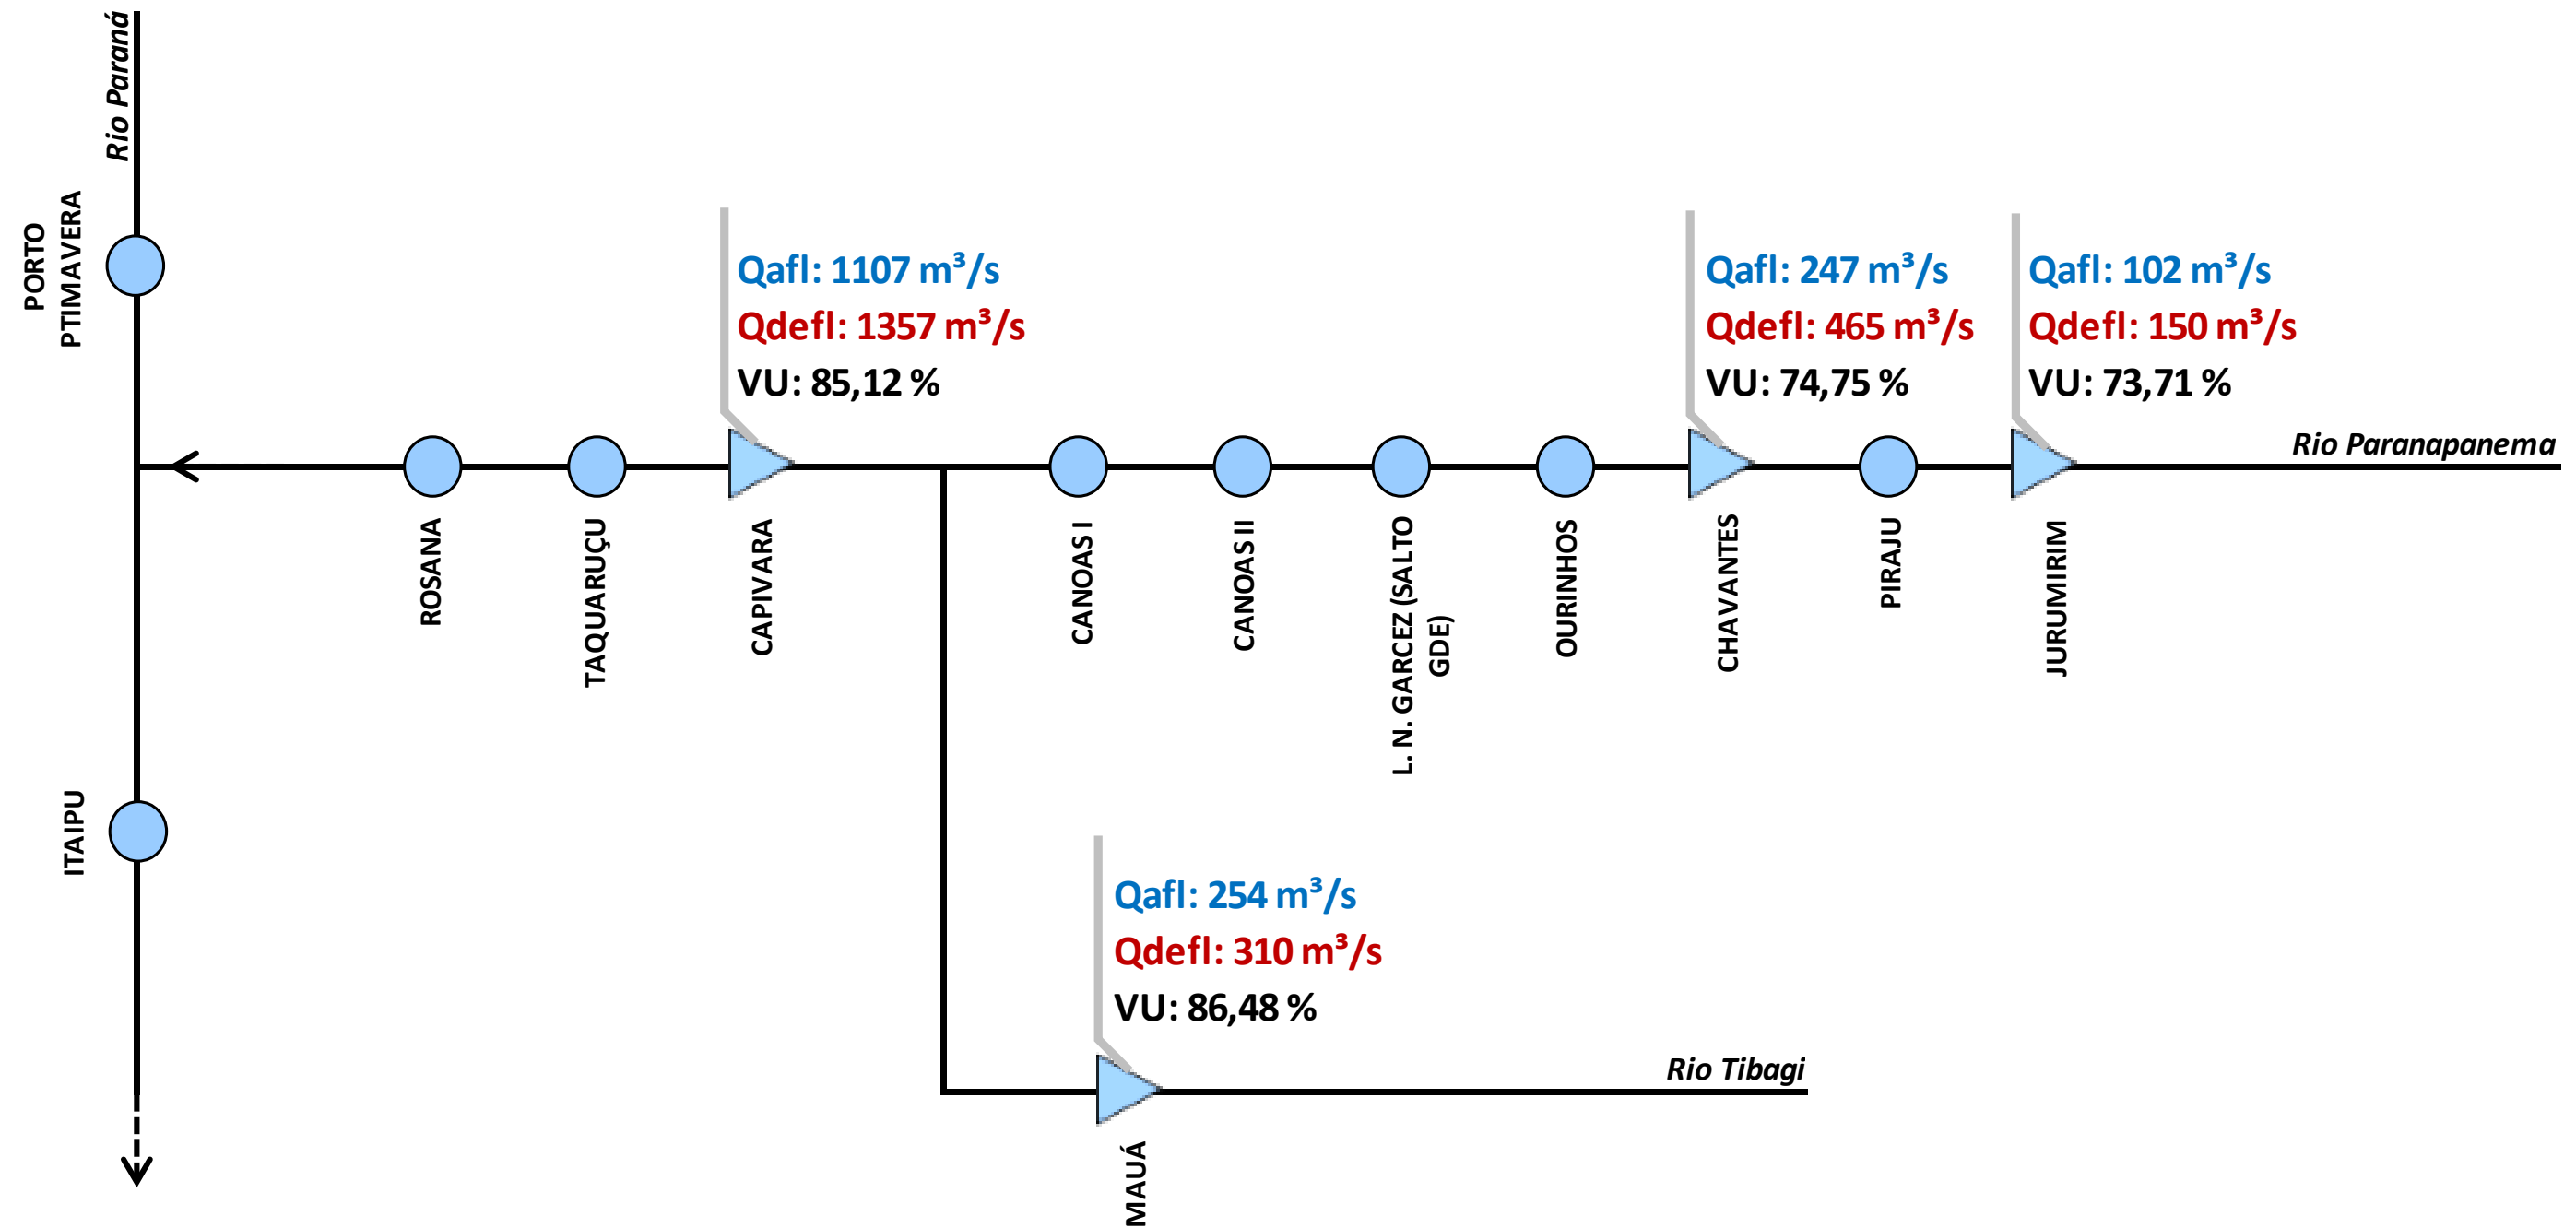 Rio Paraná
PORTO
PTIMAVERA
Qafl: 1107 m³/s
Qdefl: 1357 m³/s
VU: 85,12 %
Qafl: 247 m³/s
Qdefl: 465 m³/s
VU: 74,75 %
Qafl: 102 m³/s
Qdefl: 150 m³/s
VU: 73,71 %
Rio Paranapanema
ROSANA
TAQUARUÇU
CAPIVARA
CANOAS I
CANOAS II
L. N. GARCEZ (SALTO
GDE)
OURINHOS
CHAVANTES
PIRAJU
JURUMIRIM
ITAIPU
Qafl: 254 m³/s
Qdefl: 310 m³/s
VU: 86,48 %
Rio Tibagi
MAUÁ